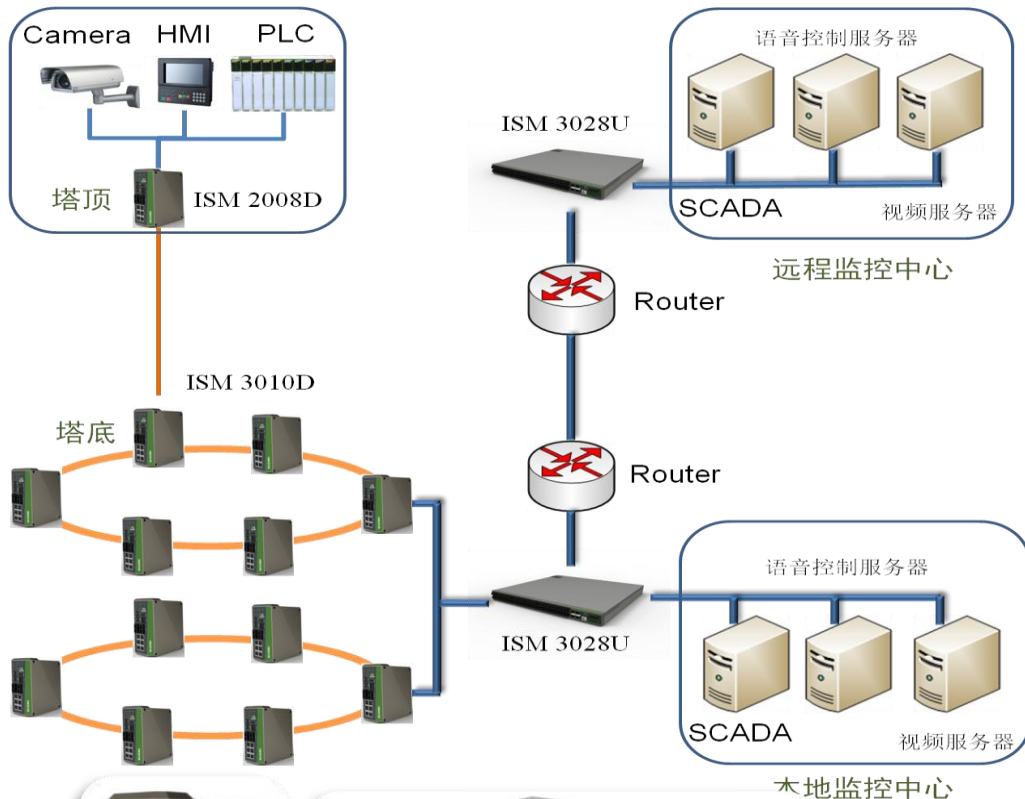 Camera HMI PLC
塔顶
ISM 2008D
ISM 3010D
塔底
ISM 3028U
语音控制服务器
SCADA
视频服务器
远程监控中心
Router
Router
ISM 3028U
语音控制服务器
SCADA
视频服务器
本地监控中心